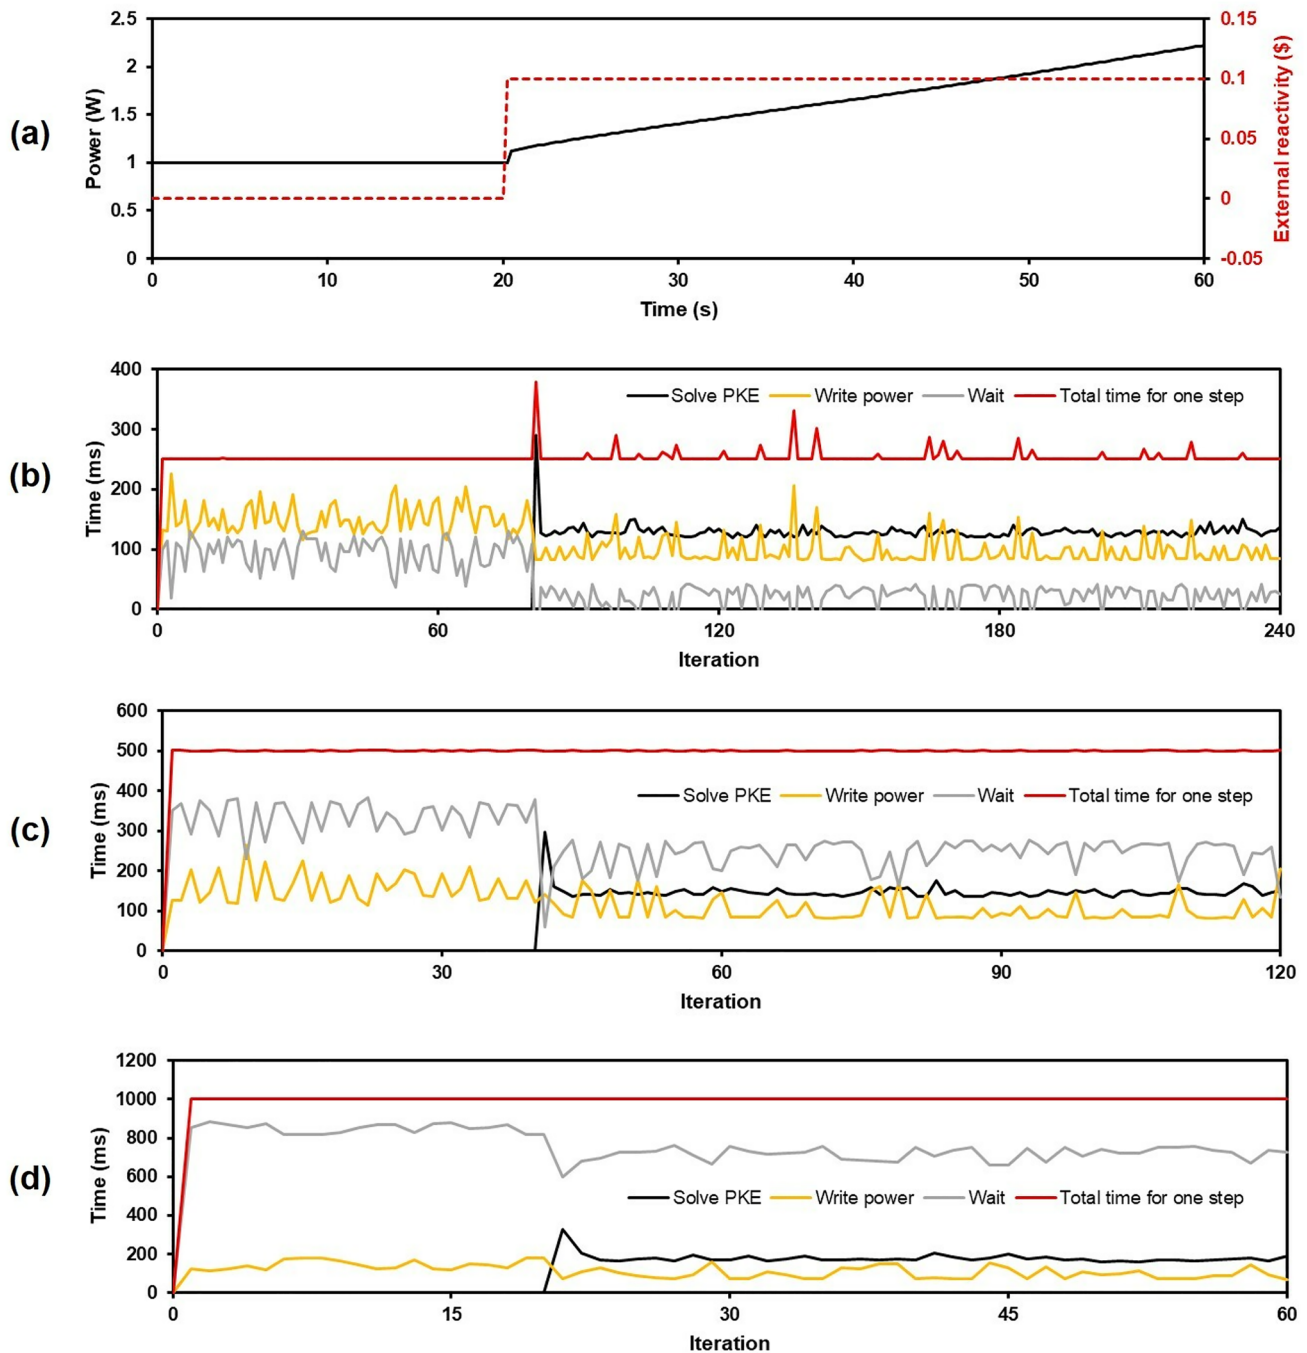 (a)
Power (W)
2.5
2
1.5
1
0.5
0
0.15
0.1
0.05
0
-0.05
External reactivity ($)
0 10 20 30 40 50 60
Time (s)
(b)
Time (ms)
400
300
200
100
0
Solve PKE Write power Wait Total time for one step
0 60 120 180 240
Iteration
(c)
Time (ms)
600
500
400
300
200
100
0
Solve PKE Write power Wait Total time for one step
0 30 60 90 120
Iteration
(d)
Time (ms)
1200
1000
800
600
400
200
0
Solve PKE Write power Wait Total time for one step
0 15 30 45 60
Iteration